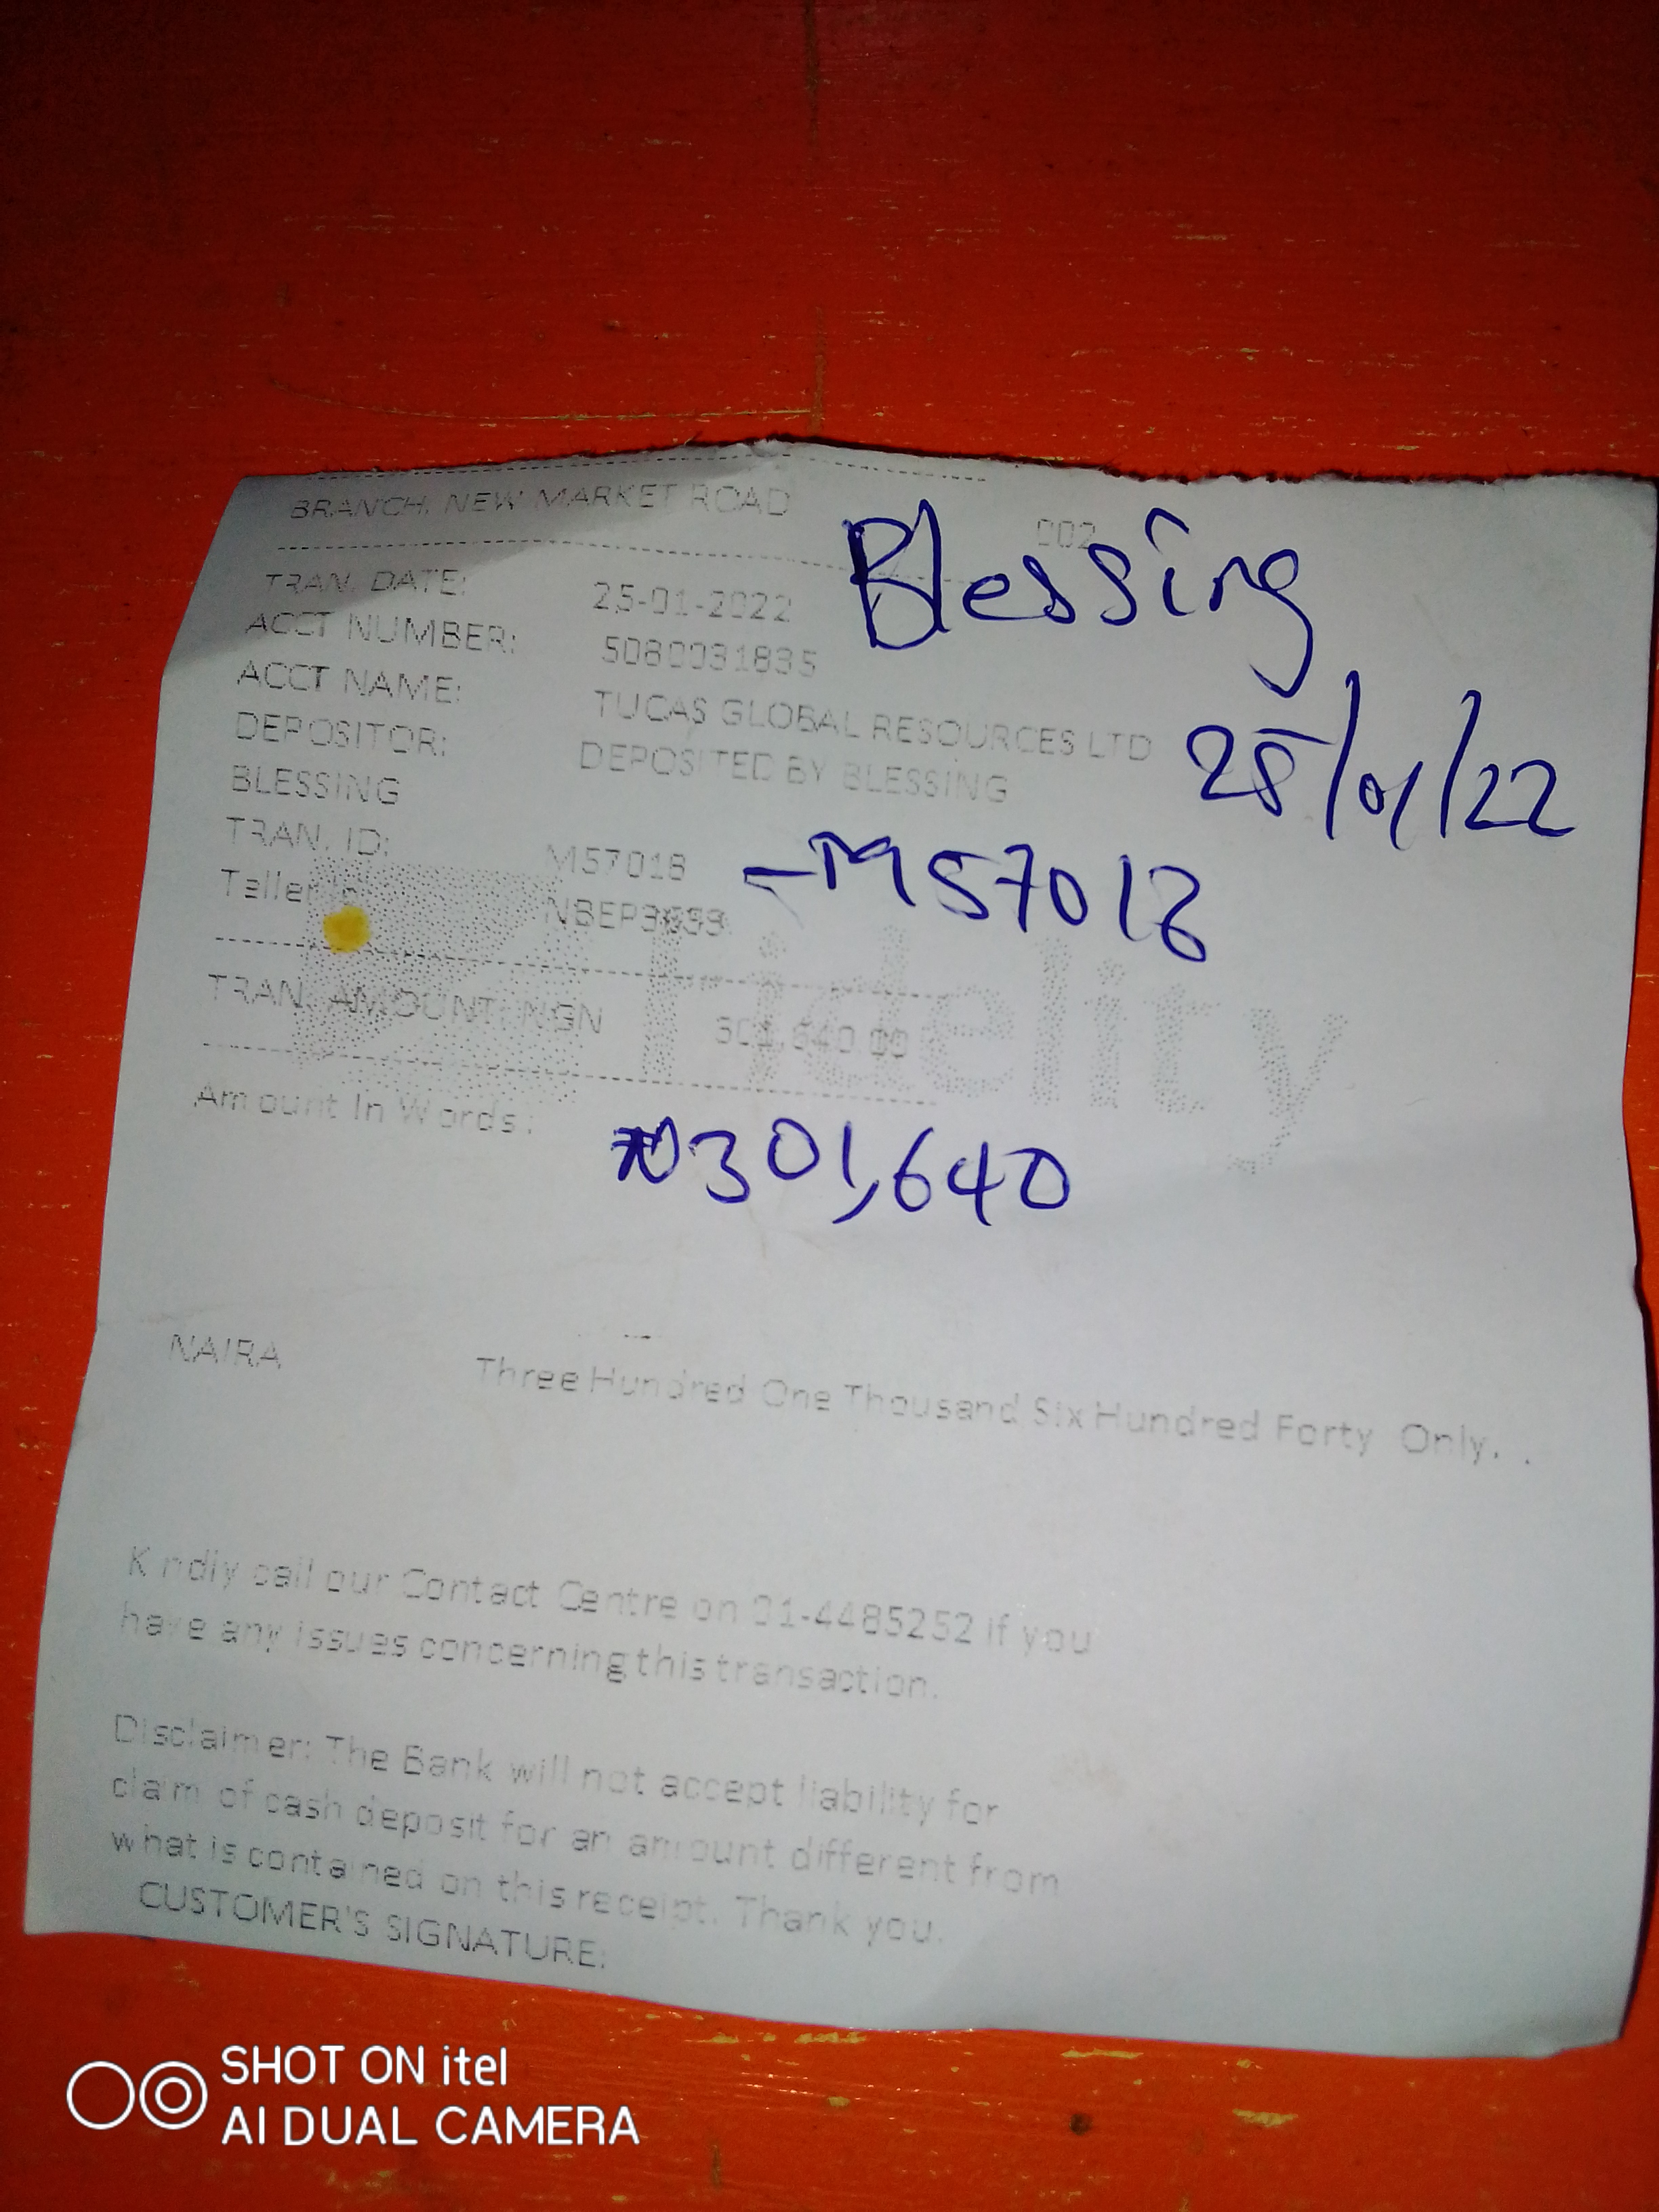 BRANCH: NEW MARKET ROAD
002
Blessing
TRAN. DATE: 25-01-2022
ACCT NUMBER: 5080031835
ACCT NAME: TUCAS GLOBAL RESOURCES LTD
25/01/22
DEPOSITOR: DEPOSITED BY BLESSING
BLESSING
TRAN. ID: M57018 - M57018
Teller
Fidelity
TRAN. AMOUNT: NGN 301,640.00
Amount In Words:
₦301,640
NAIRA Three Hundred One Thousand Six Hundred Forty Only. .
Kindly call our Contact Centre on 01-4485252 if you
have any issues concerning this transaction.
Disclaimer: The Bank will not accept liability for
claim of cash deposit for an amount different from
what is contained on this receipt. Thank you.
CUSTOMER'S SIGNATURE:
SHOT ON itel
AI DUAL CAMERA